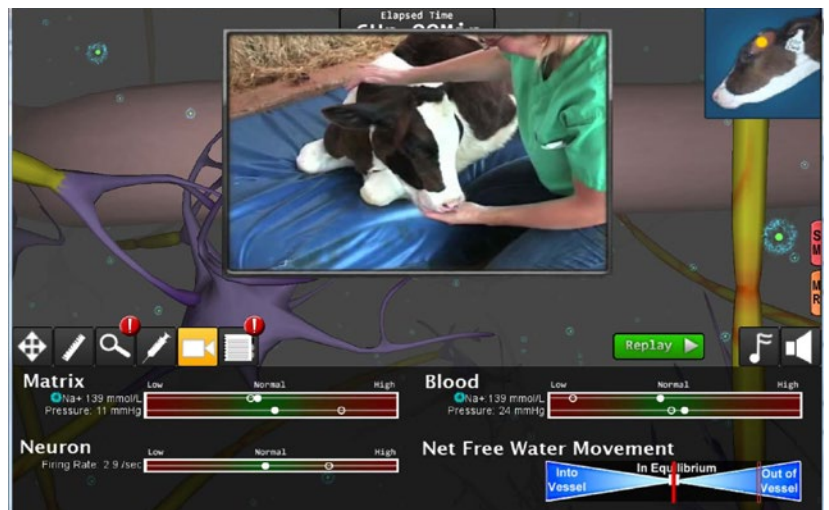 Elapsed Time
S
M
M
R
!
!
Replay
Matrix
Low Normal High
Na+ 139 mmol/L
Pressure: 11 mmHg
Blood
Low Normal High
Na+: 139 mmol/L
Pressure: 24 mmHg
Neuron
Low Normal High
Firing Rate: 2 9 /sec
Net Free Water Movement
In Equilibrium
Into
Vessel
Out of
Vessel